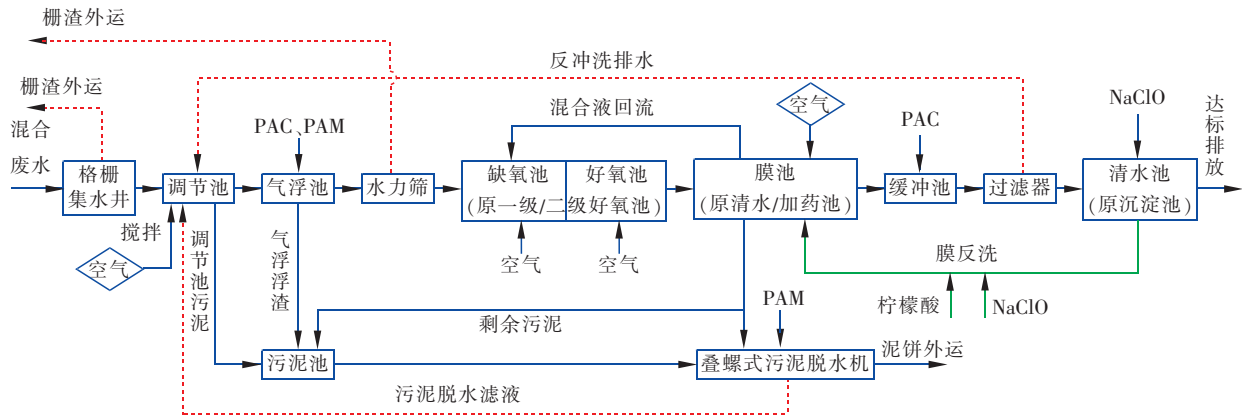 栅渣外运
反冲洗排水
栅渣外运
混合
废水
PAC、PAM
混合液回流
空气
PAC
NaClO
达标排放
格栅
集水井
调节池
气浮池
水力筛
缺氧池
好氧池
(原一级/二级好氧池)
膜池
(原清水/加药池)
缓冲池
过滤器
清水池
(原沉淀池)
搅拌
空气
调节池污泥
气浮浮渣
空气
空气
膜反洗
柠檬酸
NaClO
PAM
剩余污泥
污泥池
叠螺式污泥脱水机
泥饼外运
污泥脱水滤液